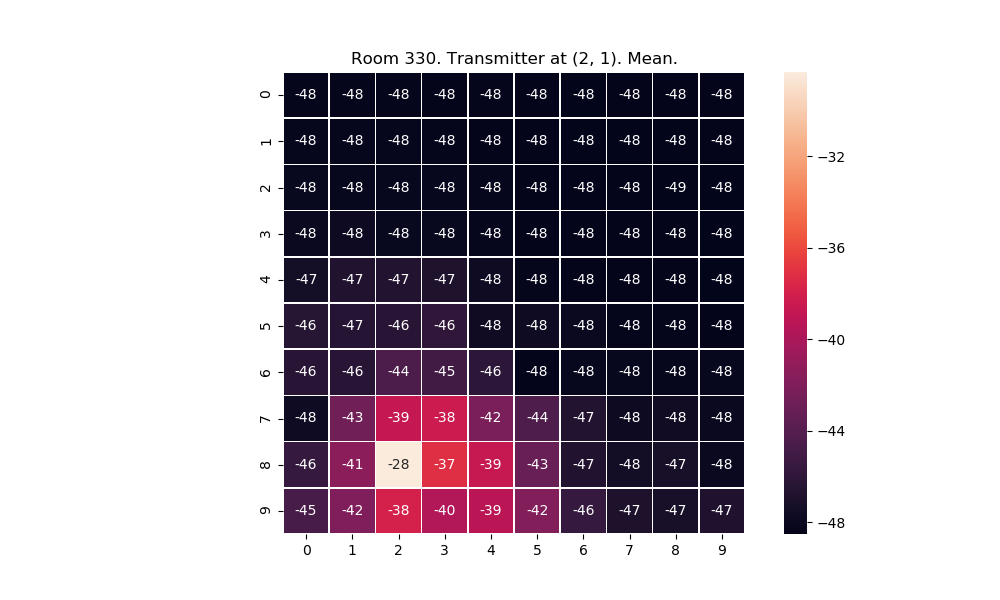 Room 330. Transmitter at (2, 1). Mean.
0 -48 -48 -48 -48 -48 -48 -48 -48 -48 -48
1 -48 -48 -48 -48 -48 -48 -48 -48 -48 -48
−32
2 -48 -48 -48 -48 -48 -48 -48 -48 -49 -48
3 -48 -48 -48 -48 -48 -48 -48 -48 -48 -48
−36
4 -47 -47 -47 -47 -48 -48 -48 -48 -48 -48
5 -46 -47 -46 -46 -48 -48 -48 -48 -48 -48
−40
6 -46 -46 -44 -45 -46 -48 -48 -48 -48 -48
7 -48 -43 -39 -38 -42 -44 -47 -48 -48 -48
−44
8 -46 -41 -28 -37 -39 -43 -47 -48 -47 -48
9 -45 -42 -38 -40 -39 -42 -46 -47 -47 -47
−48
0 1 2 3 4 5 6 7 8 9